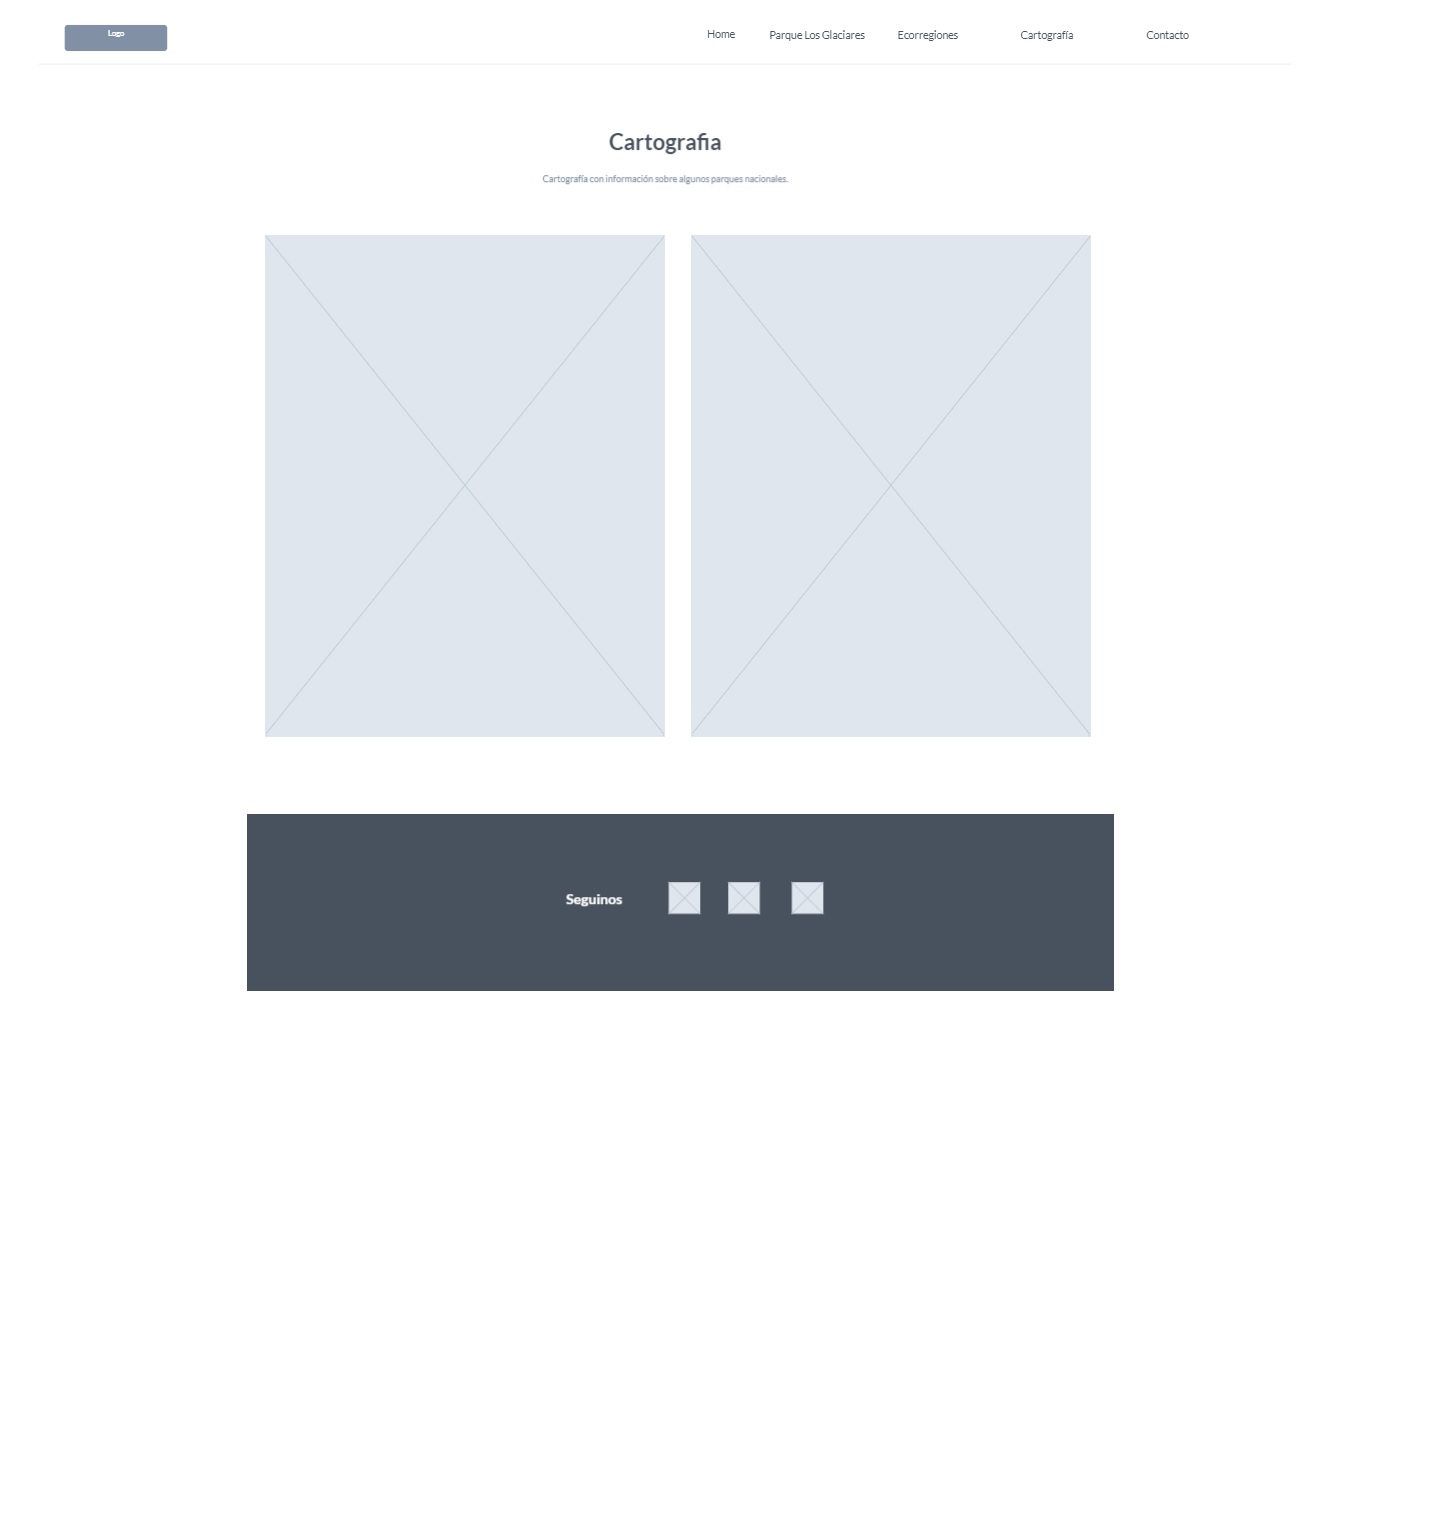 Logo
Home
Parque Los Glaciares
Ecorregiones
Cartografía
Contacto
Cartografia
Cartografía con información sobre algunos parques nacionales.
Seguinos